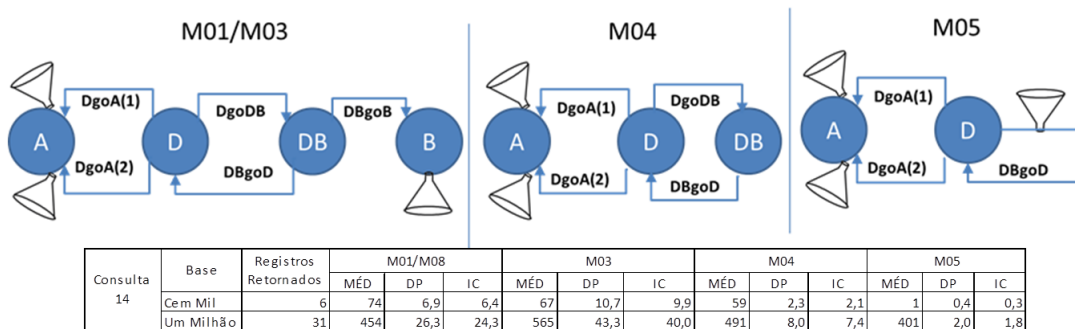 M01/M03 M04 M05
DgoA(1) DgoDB DBgoB DgoA(1) DgoDB DgoA(1)
A D DB B A D DB A D
DgoA(2) DBgoD DgoA(2) DBgoD DgoA(2) DBgoD
Consulta 14 Base Registros Retornados M01/M08 M03 M04 M05
MÉD DP IC MÉD DP IC MÉD DP IC MÉD DP IC
Cem Mil 6 74 6,9 6,4 67 10,7 9,9 59 2,3 2,1 1 0,4 0,3
Um Milhão 31 454 26,3 24,3 565 43,3 40,0 491 8,0 7,4 401 2,0 1,8